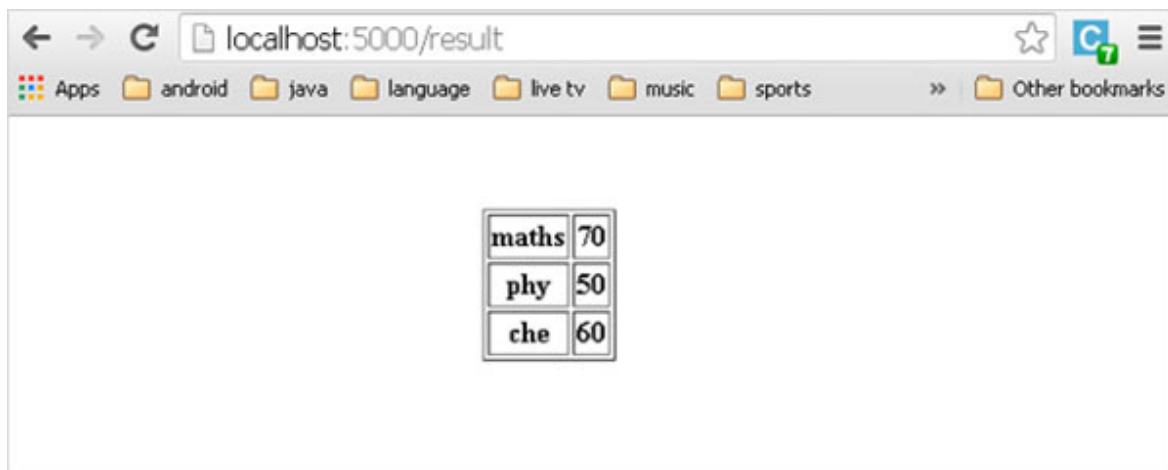 localhost:5000/result
C 7
Apps android java language live tv music sports » Other bookmarks
maths 70
phy 50
che 60